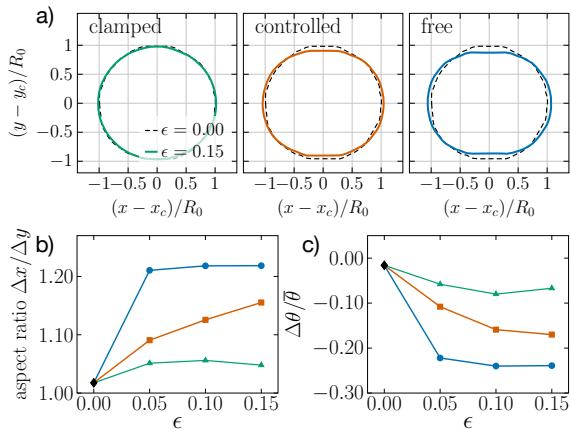 a)
clamped
controlled
free
(y − y_c)/R_0
1
0.5
0
−0.5
−1
ϵ = 0.00
ϵ = 0.15
−1 −0.5 0 0.5 1
−1 −0.5 0 0.5 1
−1 −0.5 0 0.5 1
(x − x_c)/R_0
(x − x_c)/R_0
(x − x_c)/R_0
b)
aspect ratio Δx/Δy
1.20
1.10
1.00
0.00 0.05 0.10 0.15
ϵ
c)
Δθ/θ̅
0.00
−0.10
−0.20
−0.30
0.00 0.05 0.10 0.15
ϵ